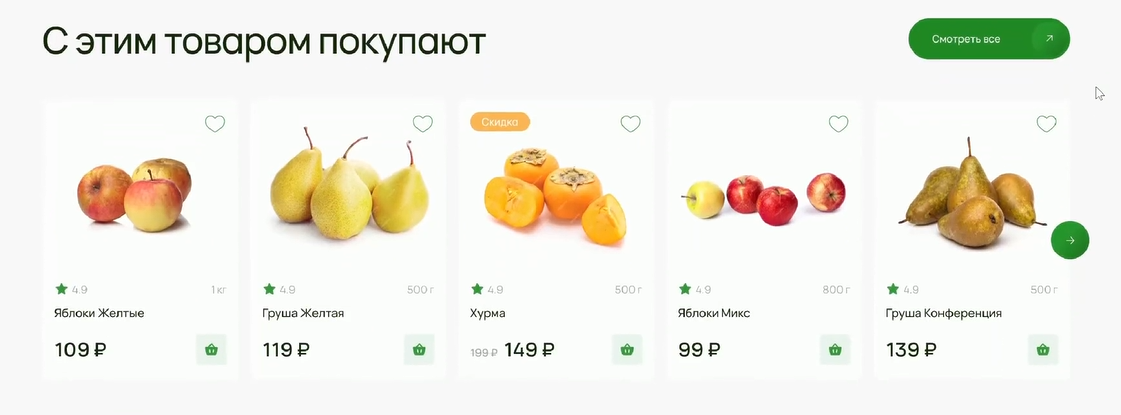 С этим товаром покупают
Смотреть все
Скидка
4.9 1 кг
Яблоки Желтые
109 ₽
4.9 500 г
Груша Желтая
119 ₽
4.9 500 г
Хурма
199 ₽ 149 ₽
4.9 800 г
Яблоки Микс
99 ₽
4.9 500 г
Груша Конференция
139 ₽